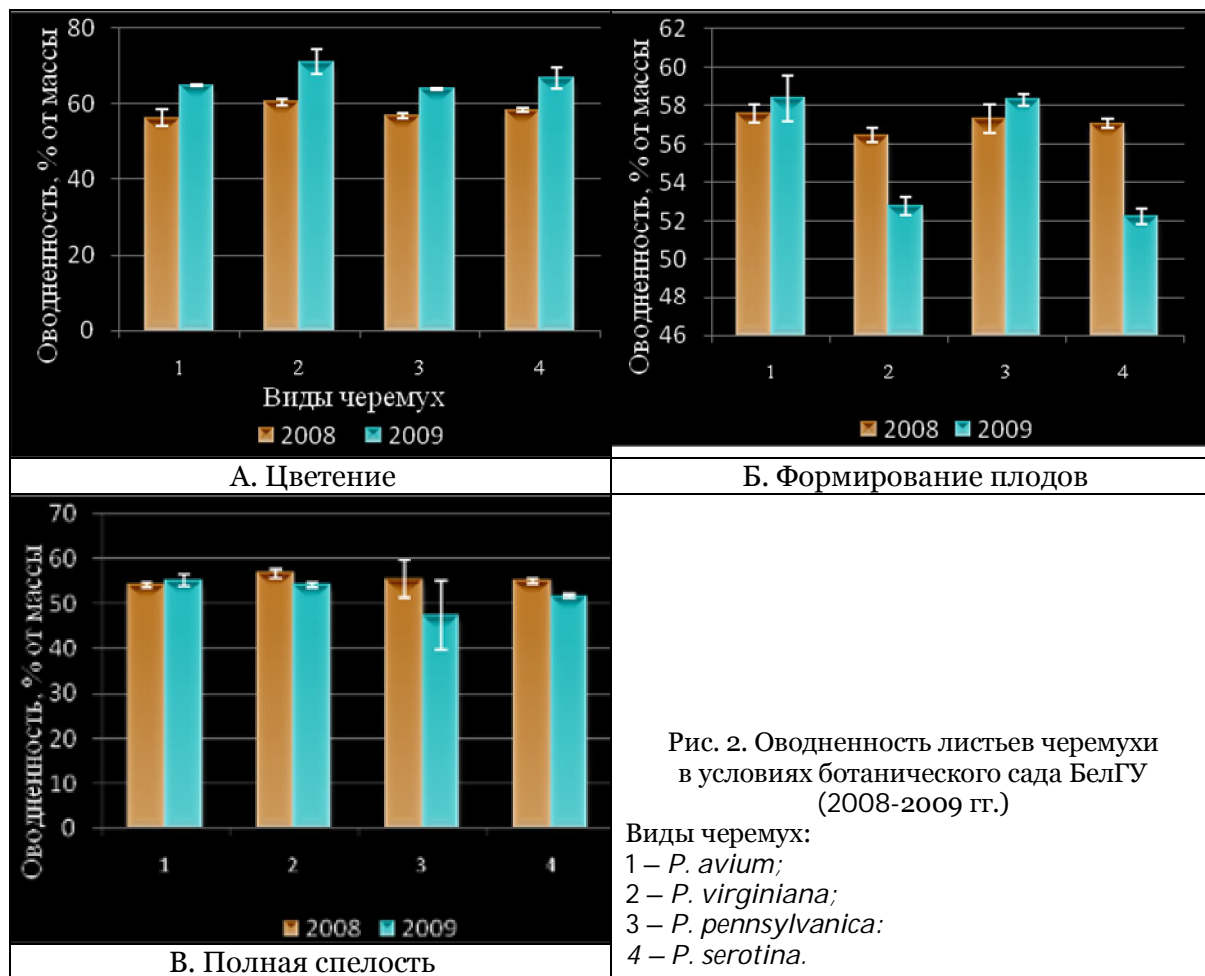 Оводненность, % от массы
80
60
40
20
0
1 2 3 4
Виды черемух
2008 2009
А. Цветение
Оводненность, % от массы
62
60
58
56
54
52
50
48
46
1 2 3 4
2008 2009
Б. Формирование плодов
Оводненность, % от массы
70
60
50
40
30
20
10
0
1 2 3 4
2008 2009
В. Полная спелость
Рис. 2. Оводненность листьев черемухи
в условиях ботанического сада БелГУ
(2008-2009 гг.)
Виды черемух:
1 – P. avium;
2 – P. virginiana;
3 – P. pennsylvanica:
4 – P. serotina.